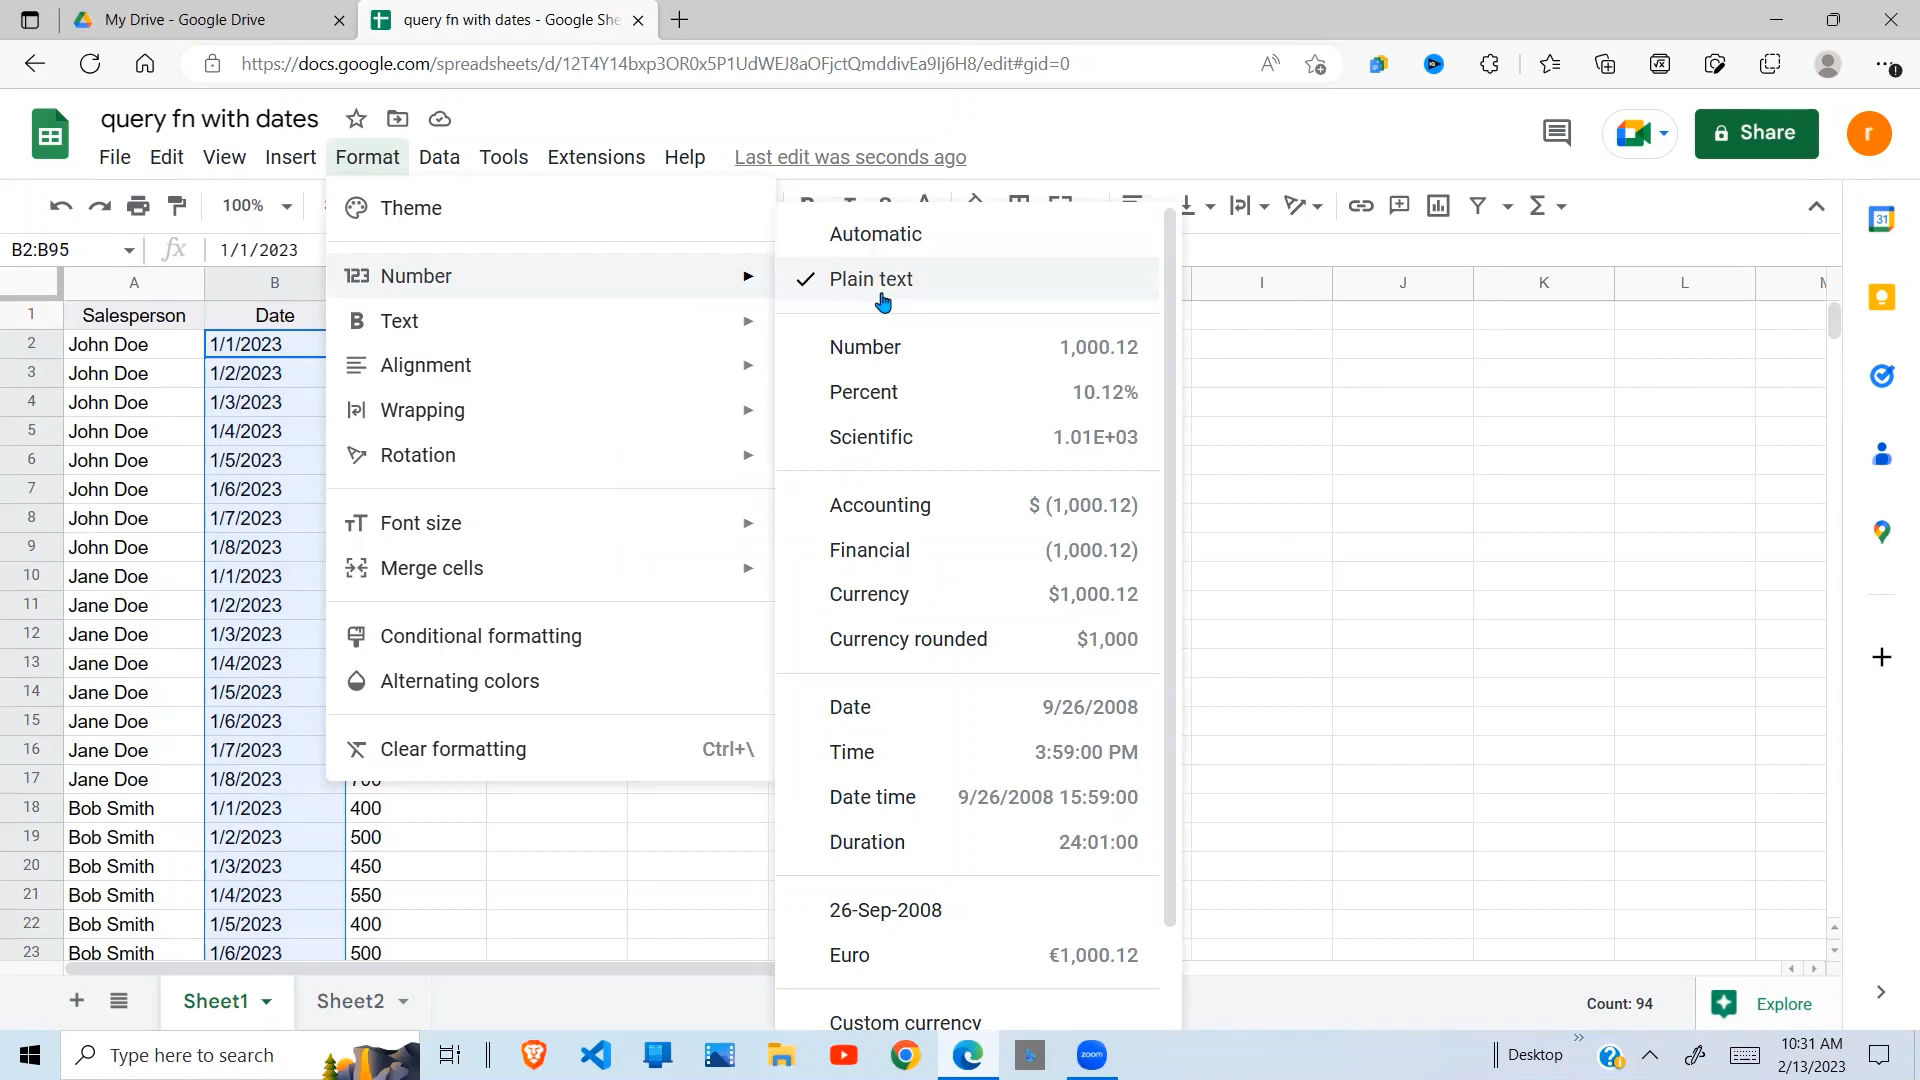 My Drive - Google Drive
query fn with dates - Google She
https://docs.google.com/spreadsheets/d/12T4Y14bxp3OR0x5P1UdWEJ8aOFjctQmddivEa9Ij6H8/edit#gid=0
query fn with dates
File Edit View Insert Format Data Tools Extensions Help Last edit was seconds ago
Share
r
100%
B2:B95 fx 1/1/2023
Theme
123 Number
Text
Alignment
Wrapping
Rotation
Font size
Merge cells
Conditional formatting
Alternating colors
Clear formatting Ctrl+\
Automatic
Plain text
Number 1,000.12
Percent 10.12%
Scientific 1.01E+03
Accounting $ (1,000.12)
Financial (1,000.12)
Currency $1,000.12
Currency rounded $1,000
Date 9/26/2008
Time 3:59:00 PM
Date time 9/26/2008 15:59:00
Duration 24:01:00
26-Sep-2008
Euro €1,000.12
Custom currency
A B I J K L
1 Salesperson Date
2 John Doe 1/1/2023
3 John Doe 1/2/2023
4 John Doe 1/3/2023
5 John Doe 1/4/2023
6 John Doe 1/5/2023
7 John Doe 1/6/2023
8 John Doe 1/7/2023
9 John Doe 1/8/2023
10 Jane Doe 1/1/2023
11 Jane Doe 1/2/2023
12 Jane Doe 1/3/2023
13 Jane Doe 1/4/2023
14 Jane Doe 1/5/2023
15 Jane Doe 1/6/2023
16 Jane Doe 1/7/2023
17 Jane Doe 1/8/2023
18 Bob Smith 1/1/2023 400
19 Bob Smith 1/2/2023 500
20 Bob Smith 1/3/2023 450
21 Bob Smith 1/4/2023 550
22 Bob Smith 1/5/2023 400
23 Bob Smith 1/6/2023 500
31
Sheet1 Sheet2
Count: 94
Explore
Type here to search
zoom
Desktop
10:31 AM
2/13/2023